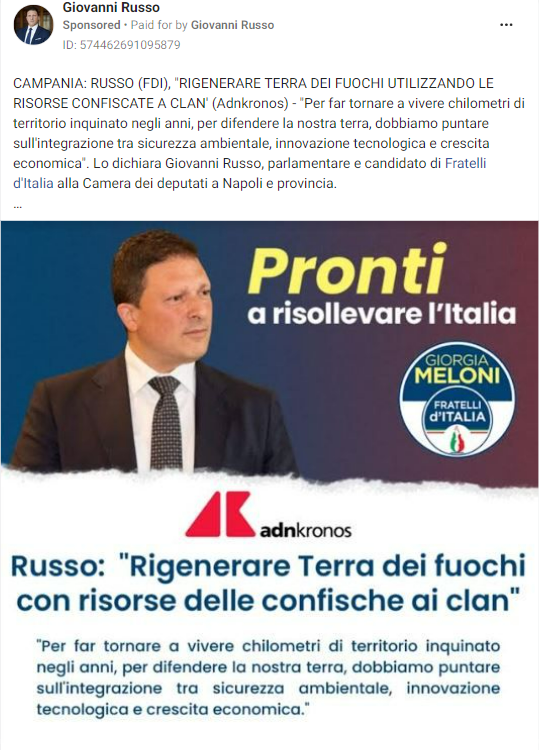 Giovanni Russo
Sponsored • Paid for by Giovanni Russo
ID: 574462691095879
CAMPANIA: RUSSO (FDI), "RIGENERARE TERRA DEI FUOCHI UTILIZZANDO LE
RISORSE CONFISCATE A CLAN' (Adnkronos) - "Per far tornare a vivere chilometri di
territorio inquinato negli anni, per difendere la nostra terra, dobbiamo puntare
sull'integrazione tra sicurezza ambientale, innovazione tecnologica e crescita
economica". Lo dichiara Giovanni Russo, parlamentare e candidato di Fratelli
d'Italia alla Camera dei deputati a Napoli e provincia.
...
Pronti
a risollevare l'Italia
GIORGIA
MELONI
FRATELLI
d'ITALIA
adnkronos
Russo: "Rigenerare Terra dei fuochi
con risorse delle confische ai clan"
"Per far tornare a vivere chilometri di territorio inquinato
negli anni, per difendere la nostra terra, dobbiamo puntare
sull'integrazione tra sicurezza ambientale, innovazione
tecnologica e crescita economica."